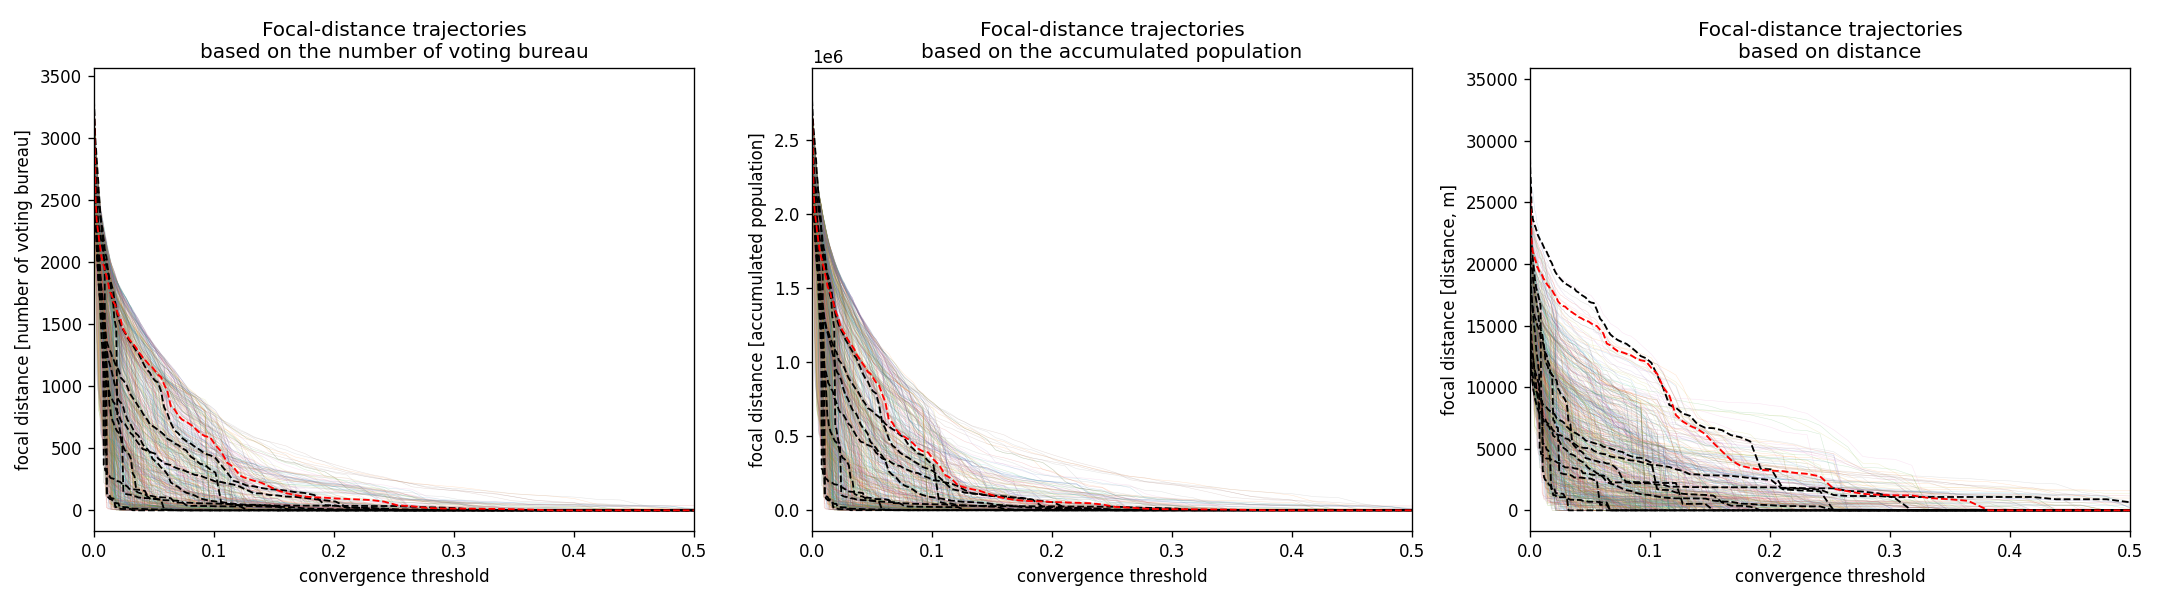 Focal-distance trajectories
based on the number of voting bureau
focal distance [number of voting bureau]
3500
3000
2500
2000
1500
1000
500
0
0.0 0.1 0.2 0.3 0.4 0.5
convergence threshold
Focal-distance trajectories
based on the accumulated population
1e6
focal distance [accumulated population]
2.5
2.0
1.5
1.0
0.5
0.0
0.0 0.1 0.2 0.3 0.4 0.5
convergence threshold
Focal-distance trajectories
based on distance
focal distance [distance, m]
35000
30000
25000
20000
15000
10000
5000
0
0.0 0.1 0.2 0.3 0.4 0.5
convergence threshold